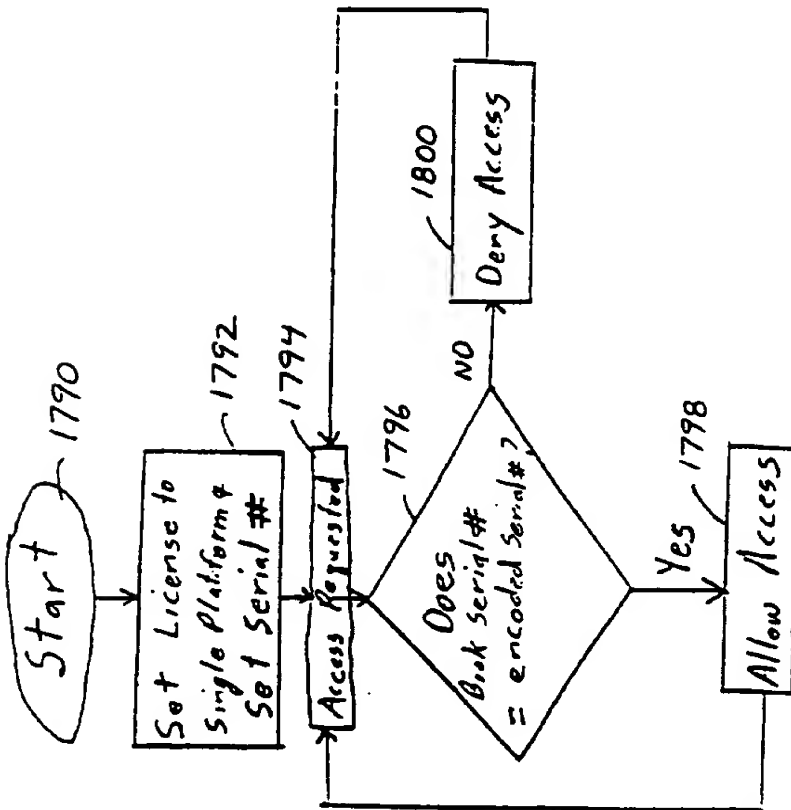 Start
1790
Set License to
Single Platform &
Set Serial #
1792
Access Requested
1794
Does
Book Serial#
= encoded serial#?
1796
NO
Deny Access
1800
Yes
Allow Access
1798